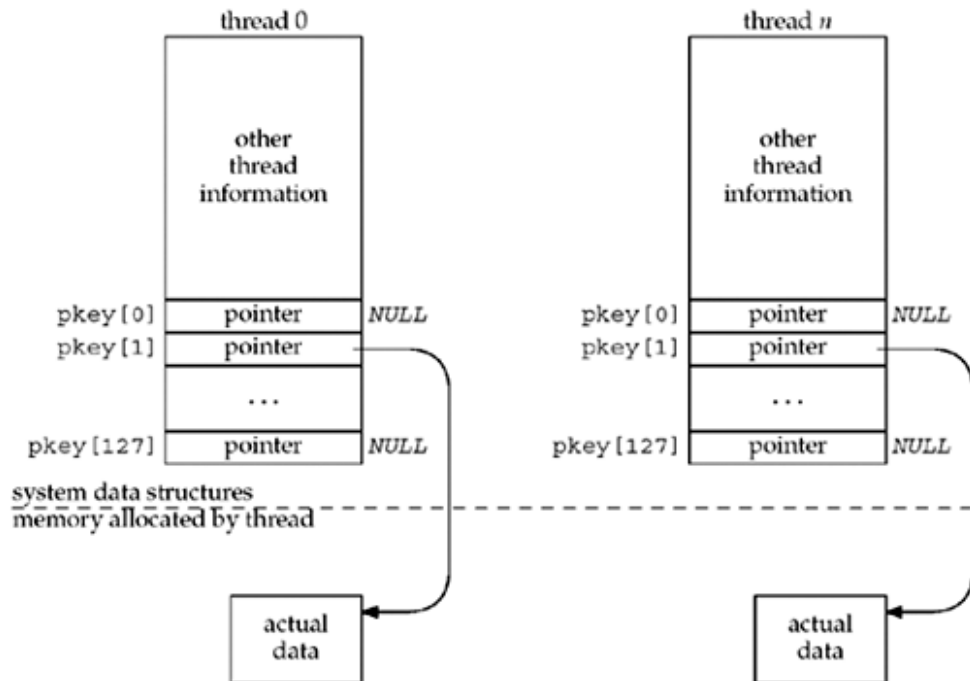 thread 0
thread n
other
thread
information
other
thread
information
pkey[0] pointer NULL
pkey[0] pointer NULL
pkey[1] pointer
pkey[1] pointer
...
...
pkey[127] pointer NULL
pkey[127] pointer NULL
system data structures
memory allocated by thread
actual
data
actual
data